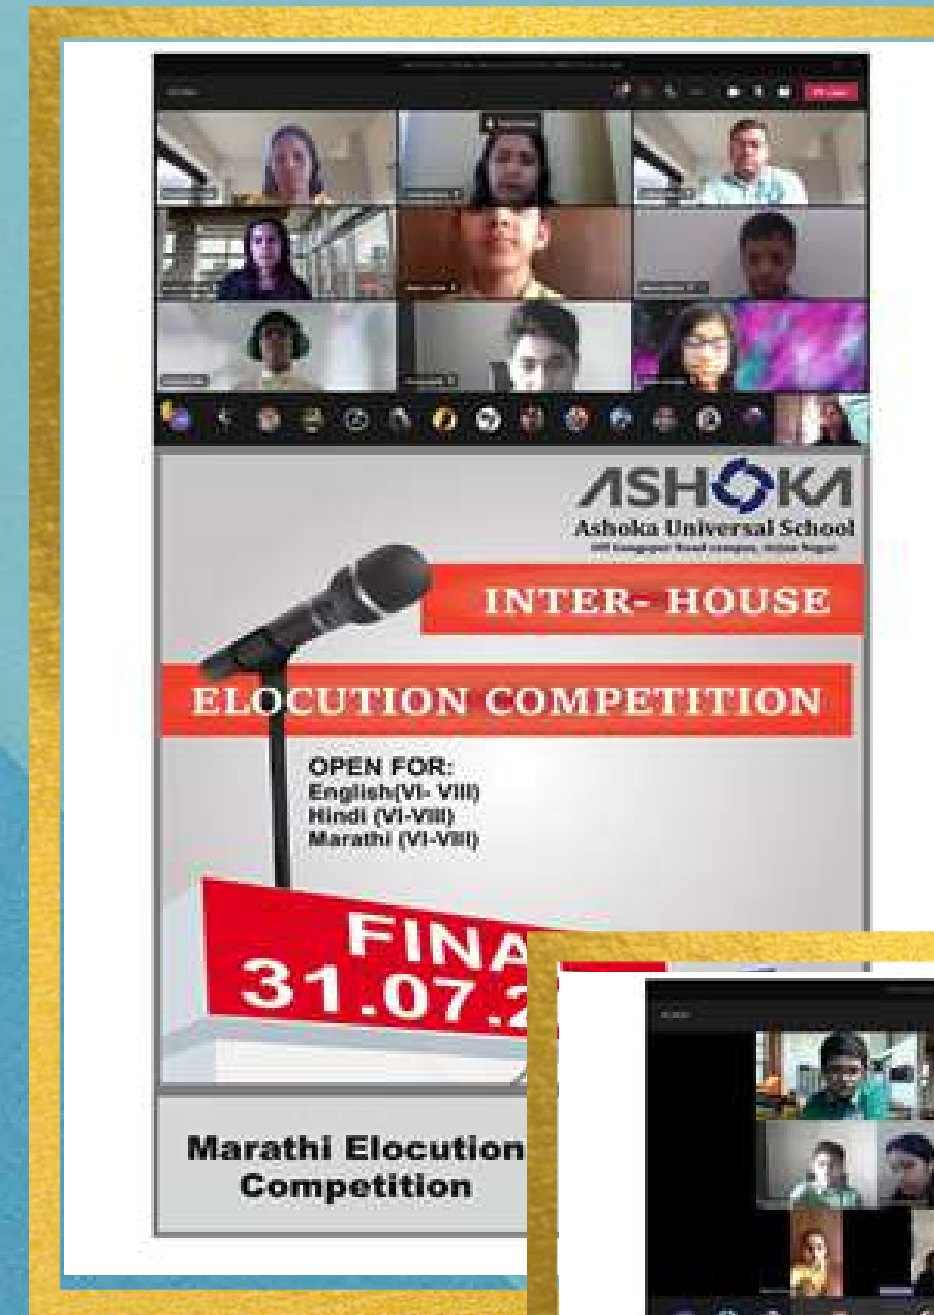 ASHOKA
Ashoka Universal School
INTER- HOUSE
ELOCUTION COMPETITION
OPEN FOR:
English(VI- VIII)
Hindi (VI-VIII)
Marathi (VI-VIII)
FINA
31.07.2
Marathi Elocution
Competition